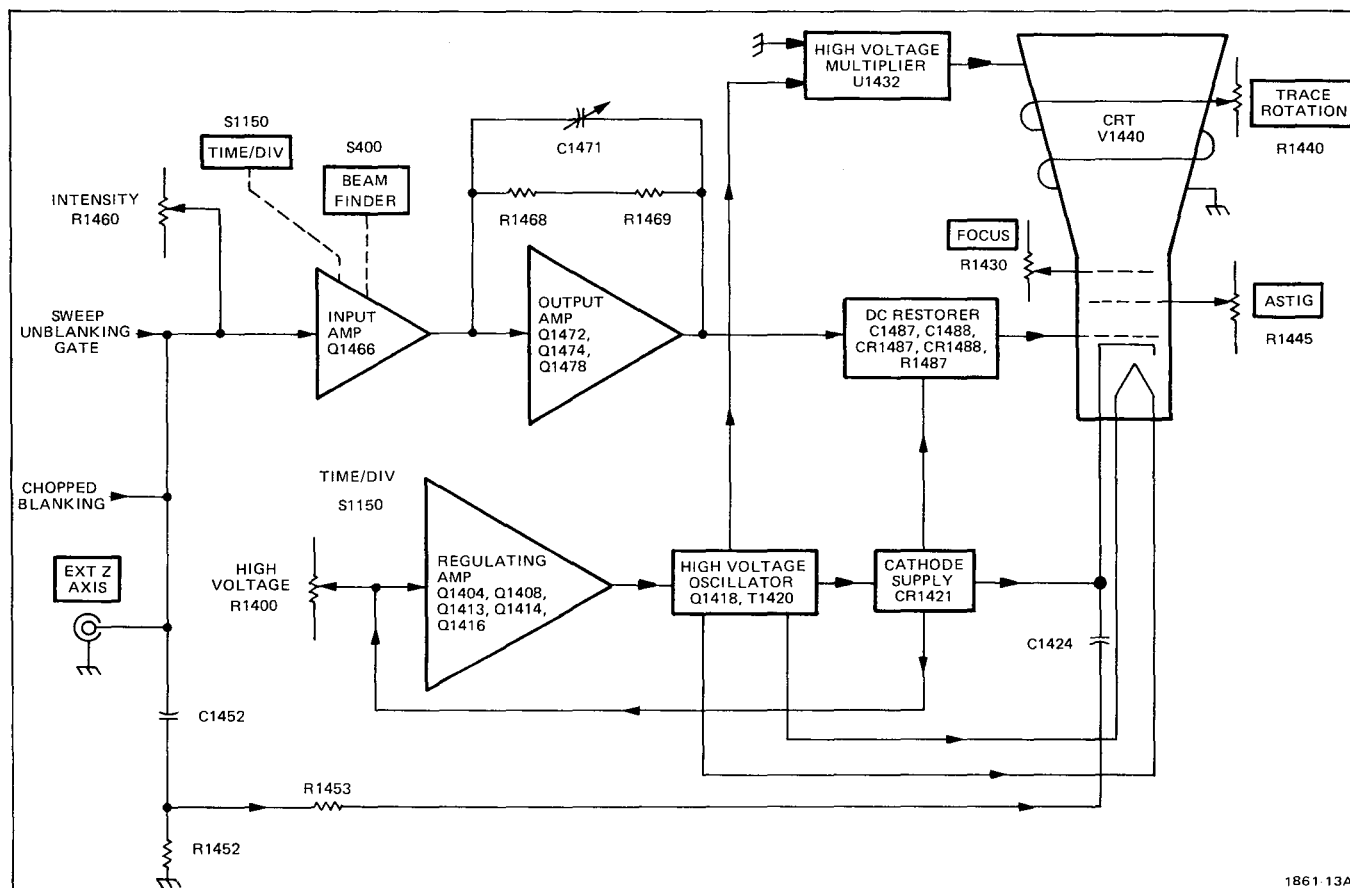 HIGH VOLTAGE
MULTIPLIER
U1432
CRT
V1440
TRACE
ROTATION
R1440
S1150
TIME/DIV
S400
BEAM
FINDER
C1471
R1468
R1469
INTENSITY
R1460
FOCUS
R1430
ASTIG
R1445
SWEEP
UNBLANKING
GATE
INPUT
AMP
Q1466
OUTPUT
AMP
Q1472,
Q1474,
Q1478
DC RESTORER
C1487, C1488,
CR1487, CR1488,
R1487
CHOPPED
BLANKING
TIME/DIV
S1150
EXT Z
AXIS
HIGH
VOLTAGE
R1400
REGULATING
AMP
Q1404, Q1408,
Q1413, Q1414,
Q1416
HIGH VOLTAGE
OSCILLATOR
Q1418, T1420
CATHODE
SUPPLY
CR1421
C1424
C1452
R1453
R1452
1861-13A